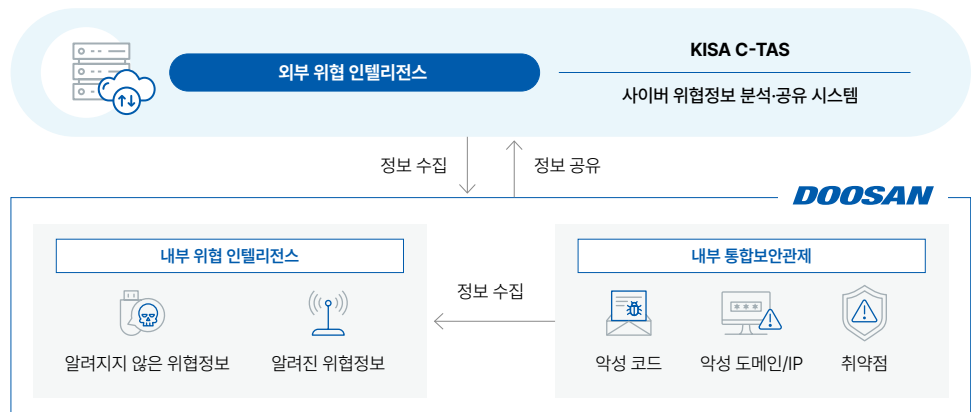 외부 위협 인텔리전스
KISA C-TAS
사이버 위협정보 분석·공유 시스템
정보 수집
정보 공유
DOOSAN
내부 위협 인텔리전스
알려지지 않은 위협정보
알려진 위협정보
정보 수집
내부 통합보안관제
***
악성 코드
악성 도메인/IP
취약점